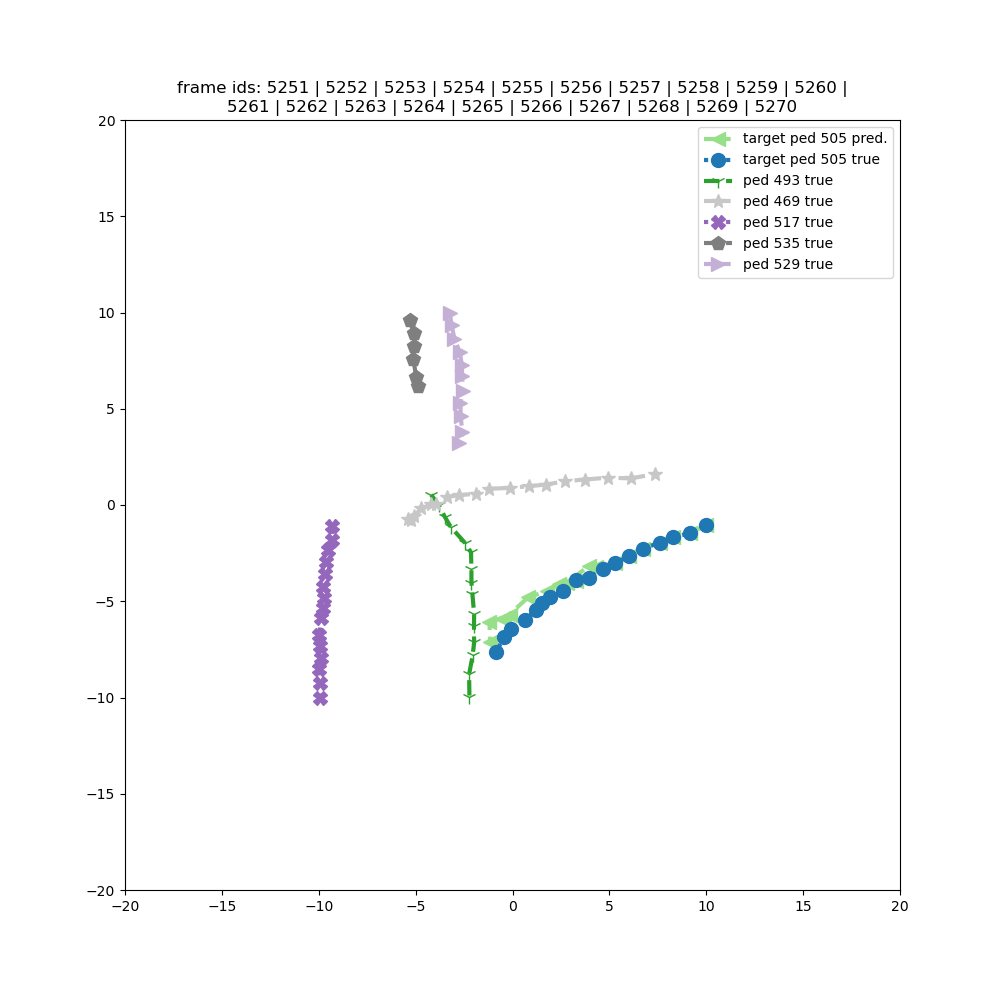 frame ids: 5251 | 5252 | 5253 | 5254 | 5255 | 5256 | 5257 | 5258 | 5259 | 5260 |
5261 | 5262 | 5263 | 5264 | 5265 | 5266 | 5267 | 5268 | 5269 | 5270
20
15
10
5
0
−5
−10
−15
−20
target ped 505 pred.
target ped 505 true
ped 493 true
ped 469 true
ped 517 true
ped 535 true
ped 529 true
−20 −15 −10 −5 0 5 10 15 20